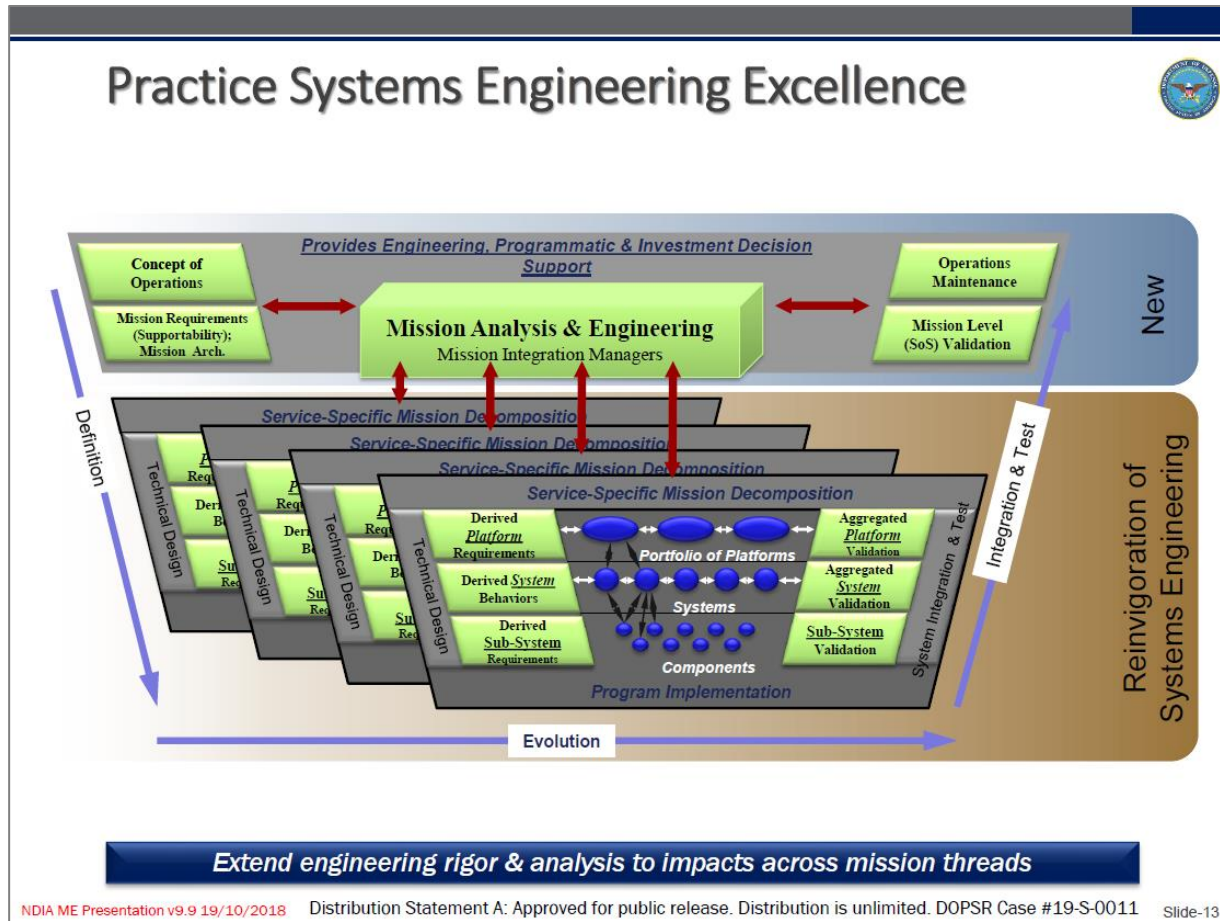 Practice Systems Engineering Excellence
Provides Engineering, Programmatic & Investment Decision
Support
Concept of
Operations
Mission Requirements
(Supportability);
Mission Arch.
Mission Analysis & Engineering
Mission Integration Managers
Operations
Maintenance
Mission Level
(SoS) Validation
New
Definition
Service-Specific Mission Decomposition
Service-Specific Mission Decomposition
Service-Specific Mission Decomposition
Service-Specific Mission Decomposition
Technical Design
Technical Design
Technical Design
Technical Design
Derived
Platform
Requirements
Derived System
Behaviors
Derived
Sub-System
Requirements
Portfolio of Platforms
Systems
Components
Aggregated
Platform
Validation
Aggregated
System
Validation
Sub-System
Validation
System Integration & Test
Program Implementation
Integration & Test
Reinvigoration of
Systems Engineering
Evolution
Extend engineering rigor & analysis to impacts across mission threads
NDIA ME Presentation v9.9 19/10/2018
Distribution Statement A: Approved for public release. Distribution is unlimited. DOPSR Case #19-S-0011
Slide-13